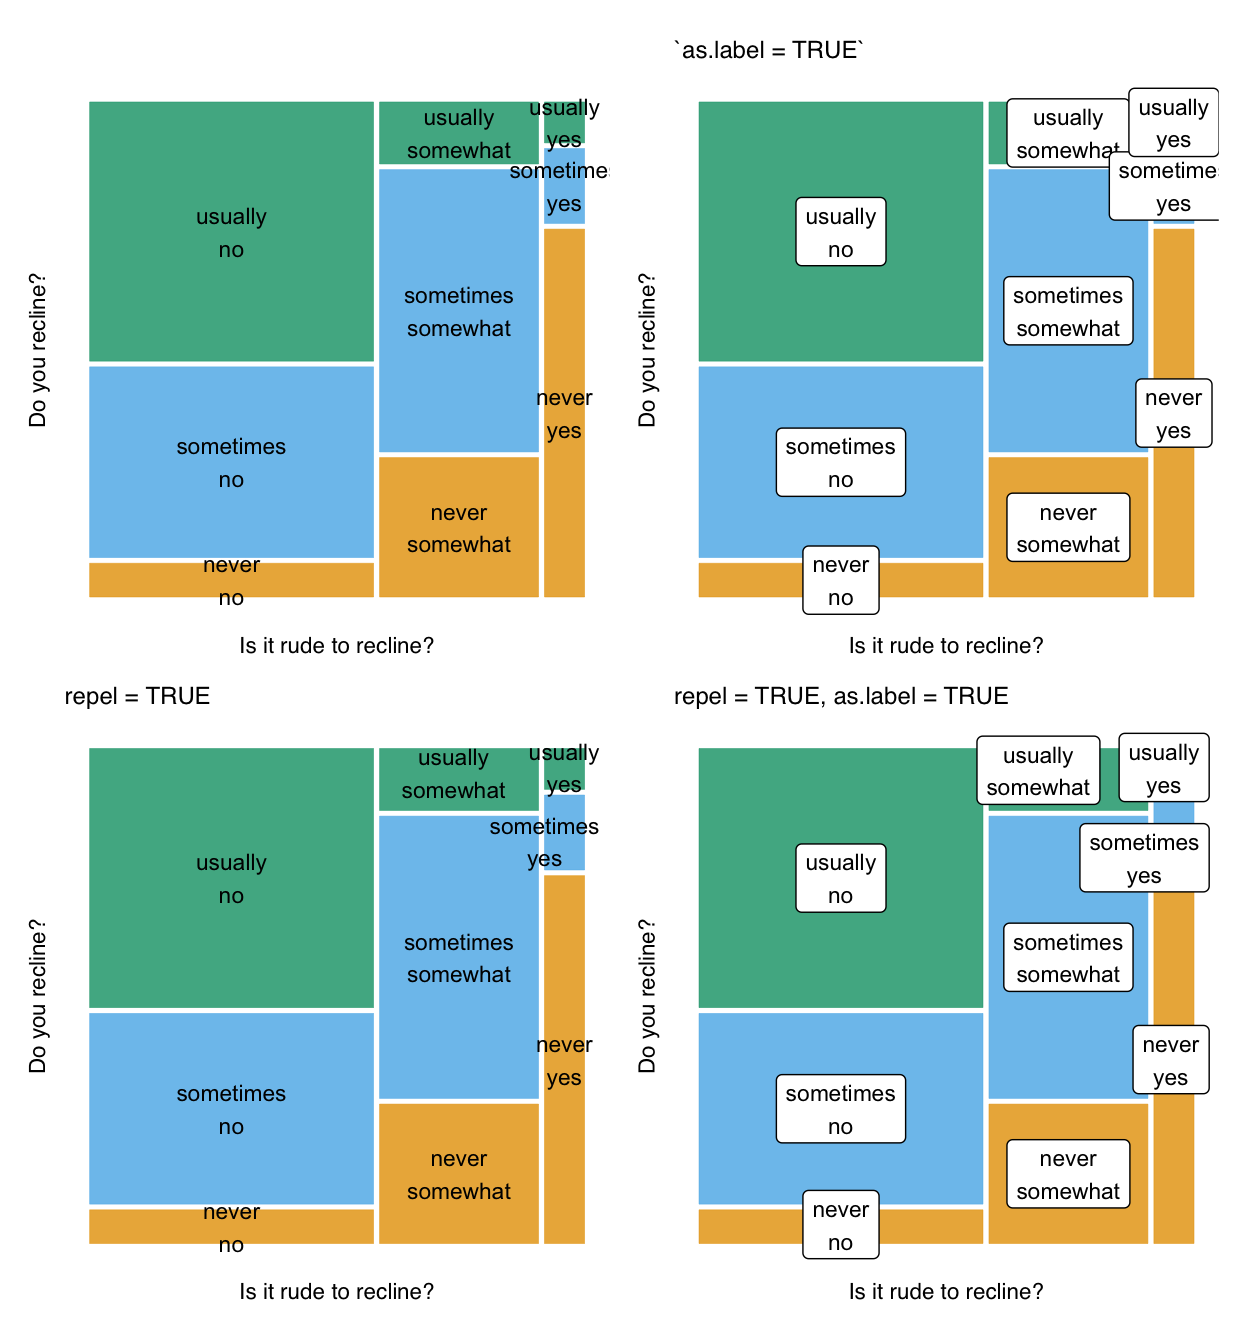 usually
no
sometimes
no
never
no
usually
somewhat
sometimes
somewhat
never
somewhat
usually
yes
sometimes
yes
never
yes
Do you recline?
Is it rude to recline?
`as.label = TRUE`
usually
no
sometimes
no
never
no
usually
somewhat
sometimes
somewhat
never
somewhat
usually
yes
sometimes
yes
never
yes
Do you recline?
Is it rude to recline?
repel = TRUE
usually
no
sometimes
no
never
no
usually
somewhat
sometimes
somewhat
never
somewhat
usually
yes
sometimes
yes
never
yes
Do you recline?
Is it rude to recline?
repel = TRUE, as.label = TRUE
usually
no
sometimes
no
never
no
usually
somewhat
sometimes
somewhat
never
somewhat
usually
yes
sometimes
yes
never
yes
Do you recline?
Is it rude to recline?